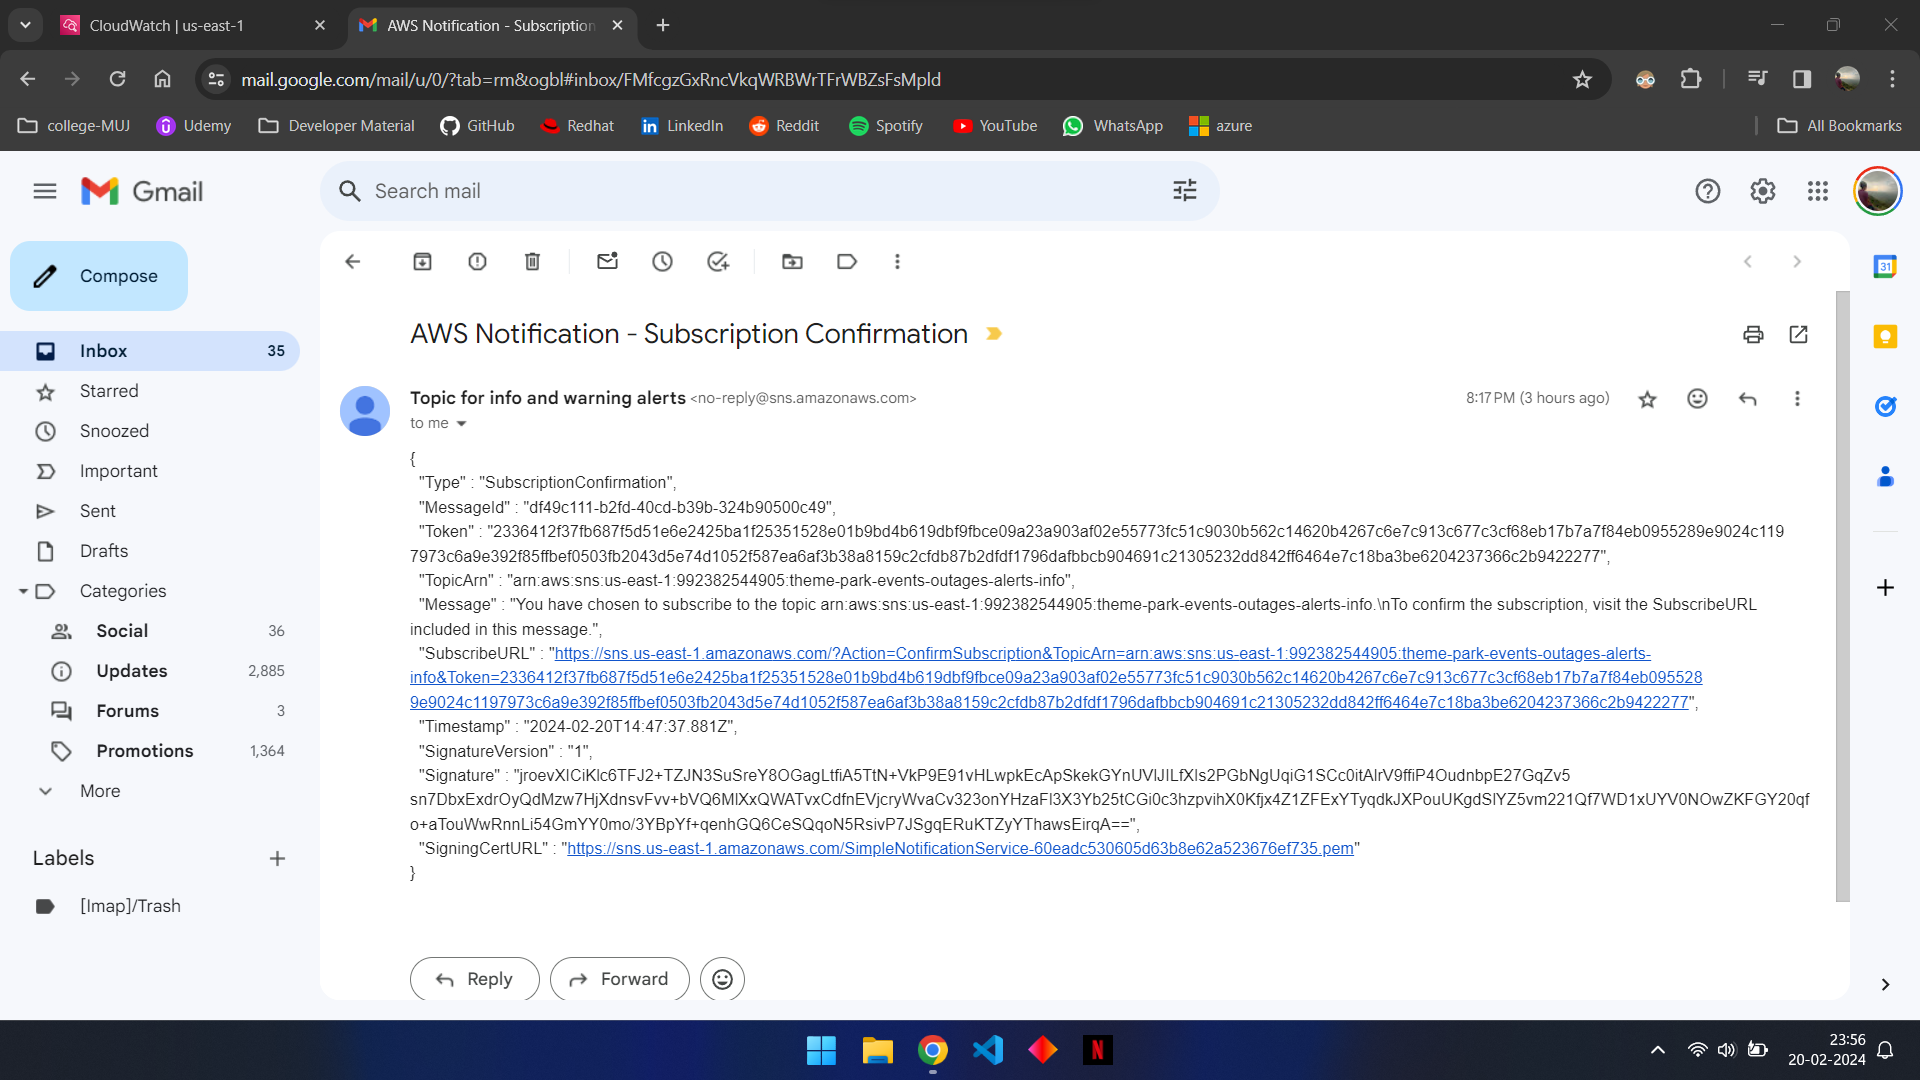 CloudWatch | us-east-1
AWS Notification - Subscription
mail.google.com/mail/u/0/?tab=rm&ogbl#inbox/FMfcgzGxRncVkqWRBWrTFrWBZsFsMpld
college-MUJ
Udemy
Developer Material
GitHub
Redhat
LinkedIn
Reddit
Spotify
YouTube
WhatsApp
azure
All Bookmarks
Gmail
Search mail
Compose
Inbox 35
Starred
Snoozed
Important
Sent
Drafts
Categories
Social 36
Updates 2,885
Forums 3
Promotions 1,364
More
Labels
[Imap]/Trash
AWS Notification - Subscription Confirmation
Topic for info and warning alerts <no-reply@sns.amazonaws.com>
8:17 PM (3 hours ago)
to me
{
"Type" : "SubscriptionConfirmation",
"MessageId" : "df49c111-b2fd-40cd-b39b-324b90500c49",
"Token" : "2336412f37fb687f5d51e6e2425ba1f25351528e01b9bd4b619dbf9fbce09a23a903af02e55773fc51c9030b562c14620b4267c6e7c913c677c3cf68eb17b7a7f84eb0955289e9024c119
7973c6a9e392f85ffbef0503fb2043d5e74d1052f587ea6af3b38a8159c2cfdb87b2dfdf1796dafbbcb904691c21305232dd842ff6464e7c18ba3be6204237366c2b9422277",
"TopicArn" : "arn:aws:sns:us-east-1:992382544905:theme-park-events-outages-alerts-info",
"Message" : "You have chosen to subscribe to the topic arn:aws:sns:us-east-1:992382544905:theme-park-events-outages-alerts-info.\nTo confirm the subscription, visit the SubscribeURL
included in this message.",
"SubscribeURL" : "https://sns.us-east-1.amazonaws.com/?Action=ConfirmSubscription&TopicArn=arn:aws:sns:us-east-1:992382544905:theme-park-events-outages-alerts-
info&Token=2336412f37fb687f5d51e6e2425ba1f25351528e01b9bd4b619dbf9fbce09a23a903af02e55773fc51c9030b562c14620b4267c6e7c913c677c3cf68eb17b7a7f84eb095528
9e9024c1197973c6a9e392f85ffbef0503fb2043d5e74d1052f587ea6af3b38a8159c2cfdb87b2dfdf1796dafbbcb904691c21305232dd842ff6464e7c18ba3be6204237366c2b9422277",
"Timestamp" : "2024-02-20T14:47:37.881Z",
"SignatureVersion" : "1",
"Signature" : "jroevXICiKlc6TFJ2+TZJN3SuSreY8OGagLtfiA5TtN+VkP9E91vHLwpkEcApSkekGYnUVlJILfXIs2PGbNgUqiG1SCc0itAlrV9ffiP4OudnbpE27GqZv5
sn7DbxExdrOyQdMzw7HjXdnsvFvv+bVQ6MlXxQWATvxCdfnEVjcryWvaCv323onYHzaFl3X3Yb25tCGi0c3hzpvihX0Kfjx4Z1ZFExYTyqdkJXPouUKgdSlYZ5vm221Qf7WD1xUYV0NOwZKFGY20qf
o+aTouWwRnnLi54GmYY0mo/3YBpYf+qenhGQ6CeSQqoN5RsivP7JSgqERuKTZyYThawsEirqA==",
"SigningCertURL" : "https://sns.us-east-1.amazonaws.com/SimpleNotificationService-60eadc530605d63b8e62a523676ef735.pem"
}
Reply
Forward
31
23:56
20-02-2024